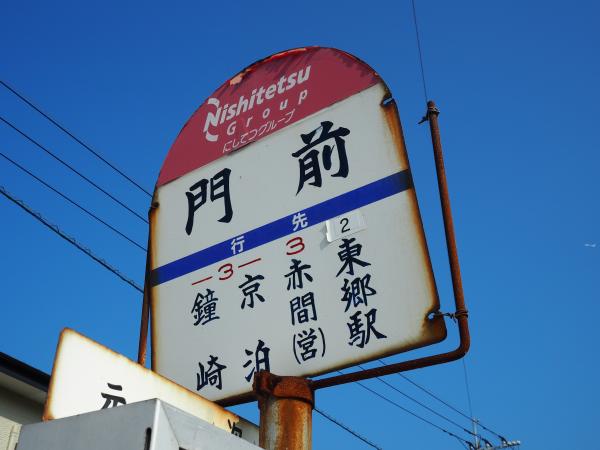 Nishitetsu
Group
にしてつグループ
門前
行先
2
東郷駅
3
赤間(営)
3
京泊
鐘崎
元